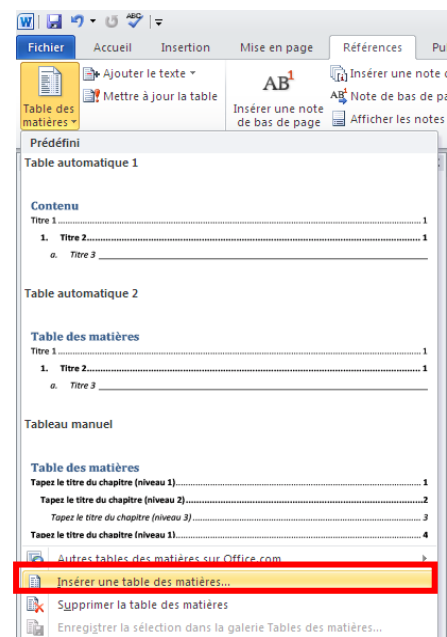 W ABC
Fichier Accueil Insertion Mise en page Références Pu
Table des matières
Ajouter le texte
Mettre à jour la table
AB1
Insérer une note de bas de page
Insérer une note
AB Note de bas de
Afficher les notes
Prédéfini
Table automatique 1
Contenu
Titre 1 1
1. Titre 2 1
a. Titre 3
Table automatique 2
Table des matières
Titre 1 1
1. Titre 2 1
a. Titre 3
Tableau manuel
Table des matières
Tapez le titre du chapitre (niveau 1) 1
Tapez le titre du chapitre (niveau 2) 2
Tapez le titre du chapitre (niveau 3) 3
Tapez le titre du chapitre (niveau 1) 4
Autres tables des matières sur Office.com
Insérer une table des matières...
Supprimer la table des matières
Enregistrer la sélection dans la galerie Tables des matières...